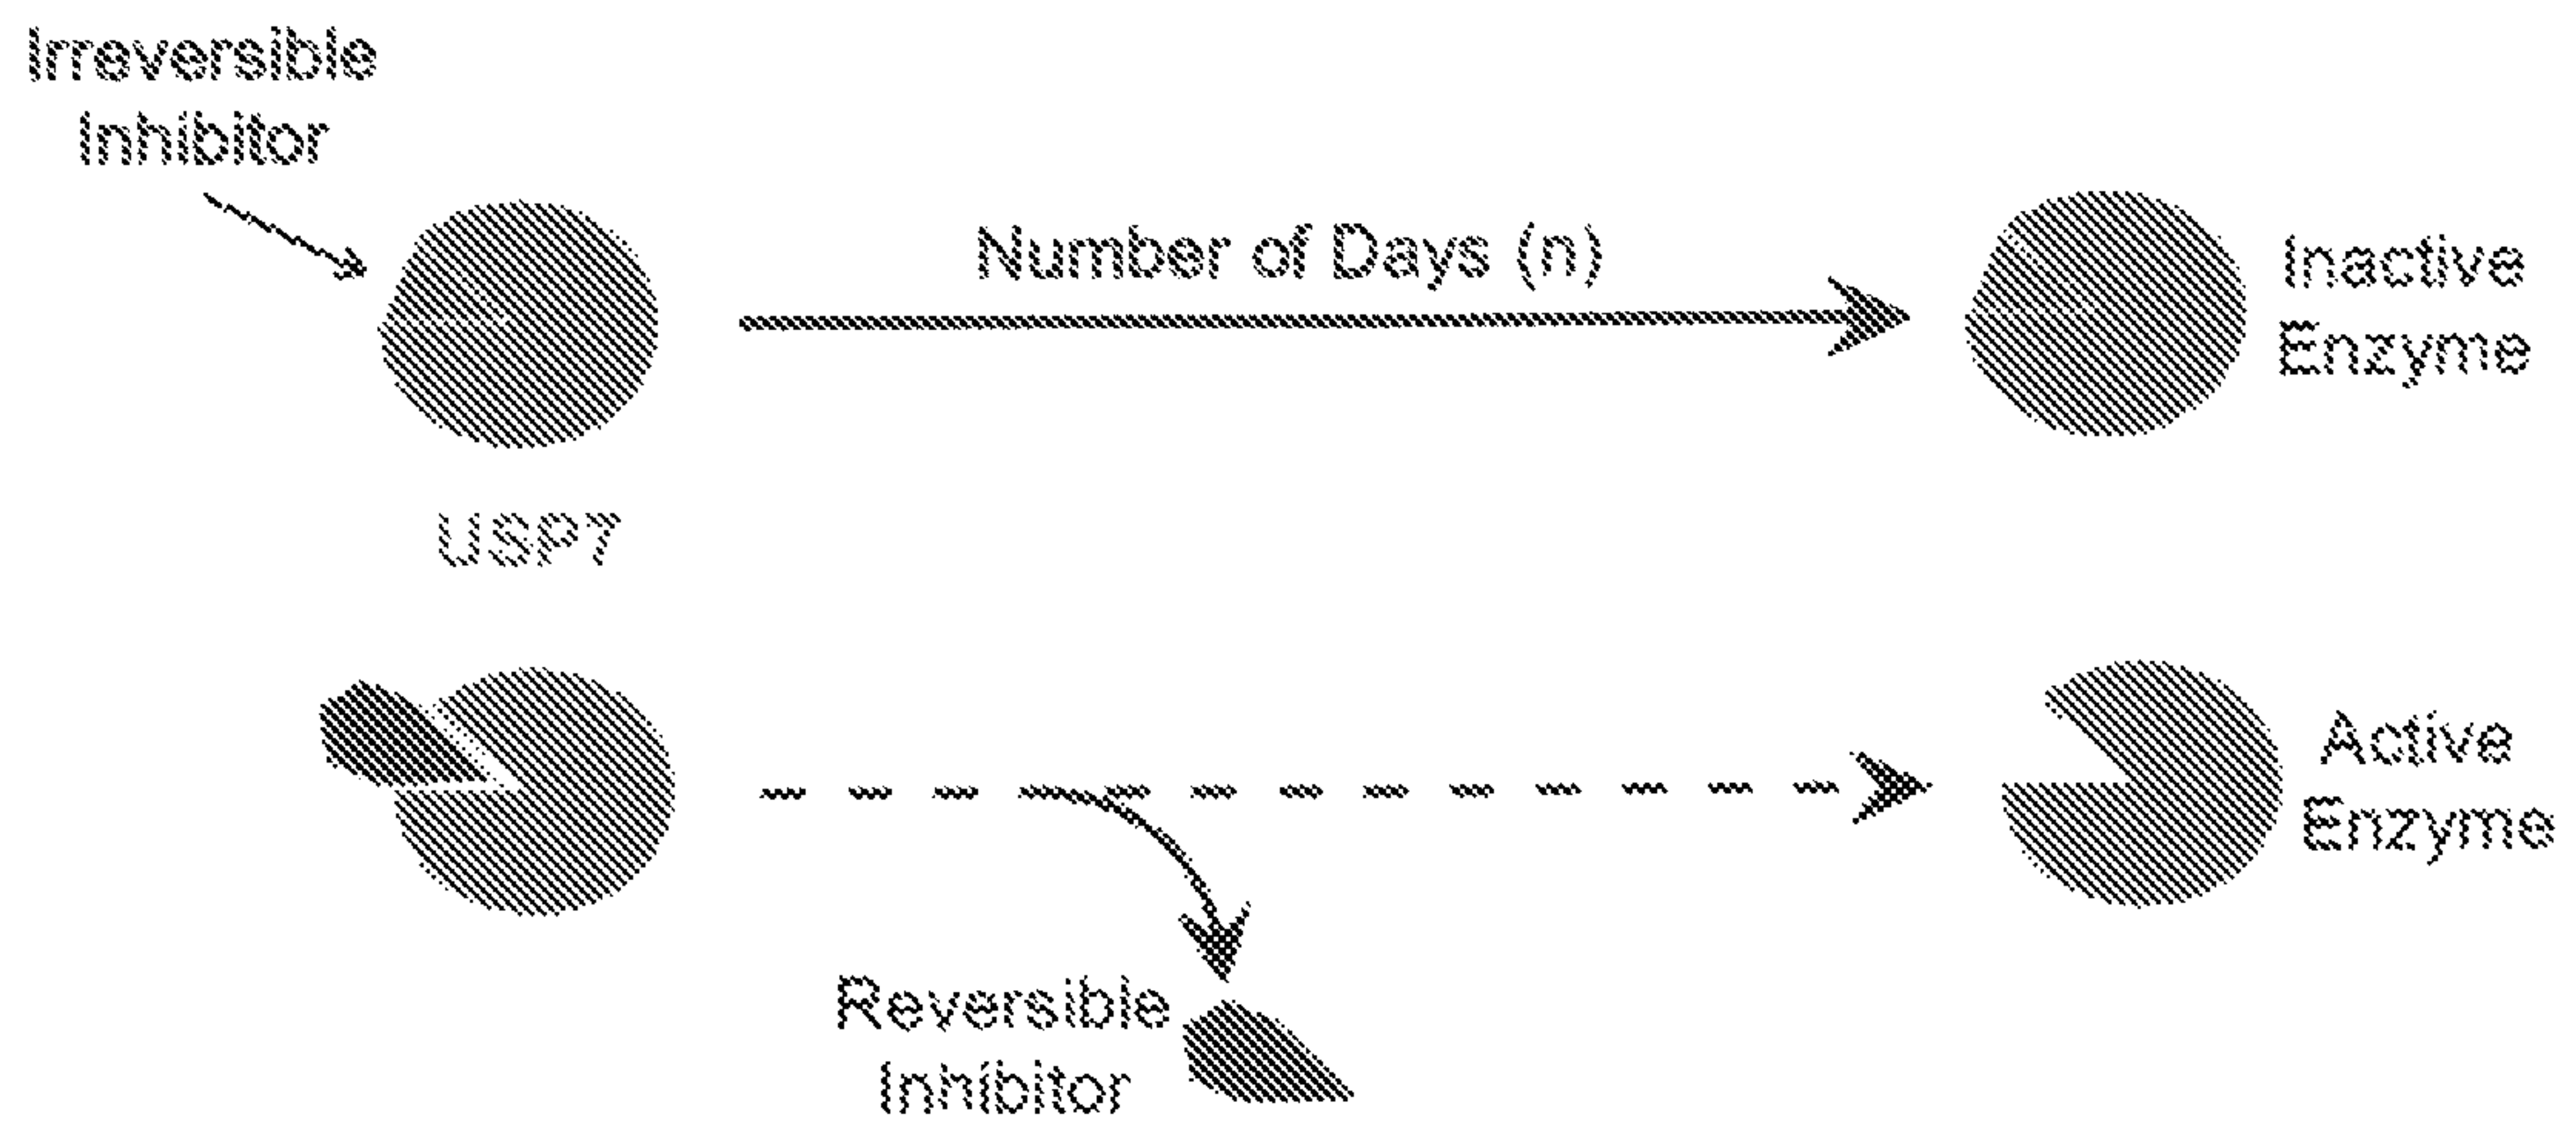 Irreversible
Inhibitor
Number of Days (n)
Inactive
Enzyme
USP7
Active
Enzyme
Reversible
Inhibitor